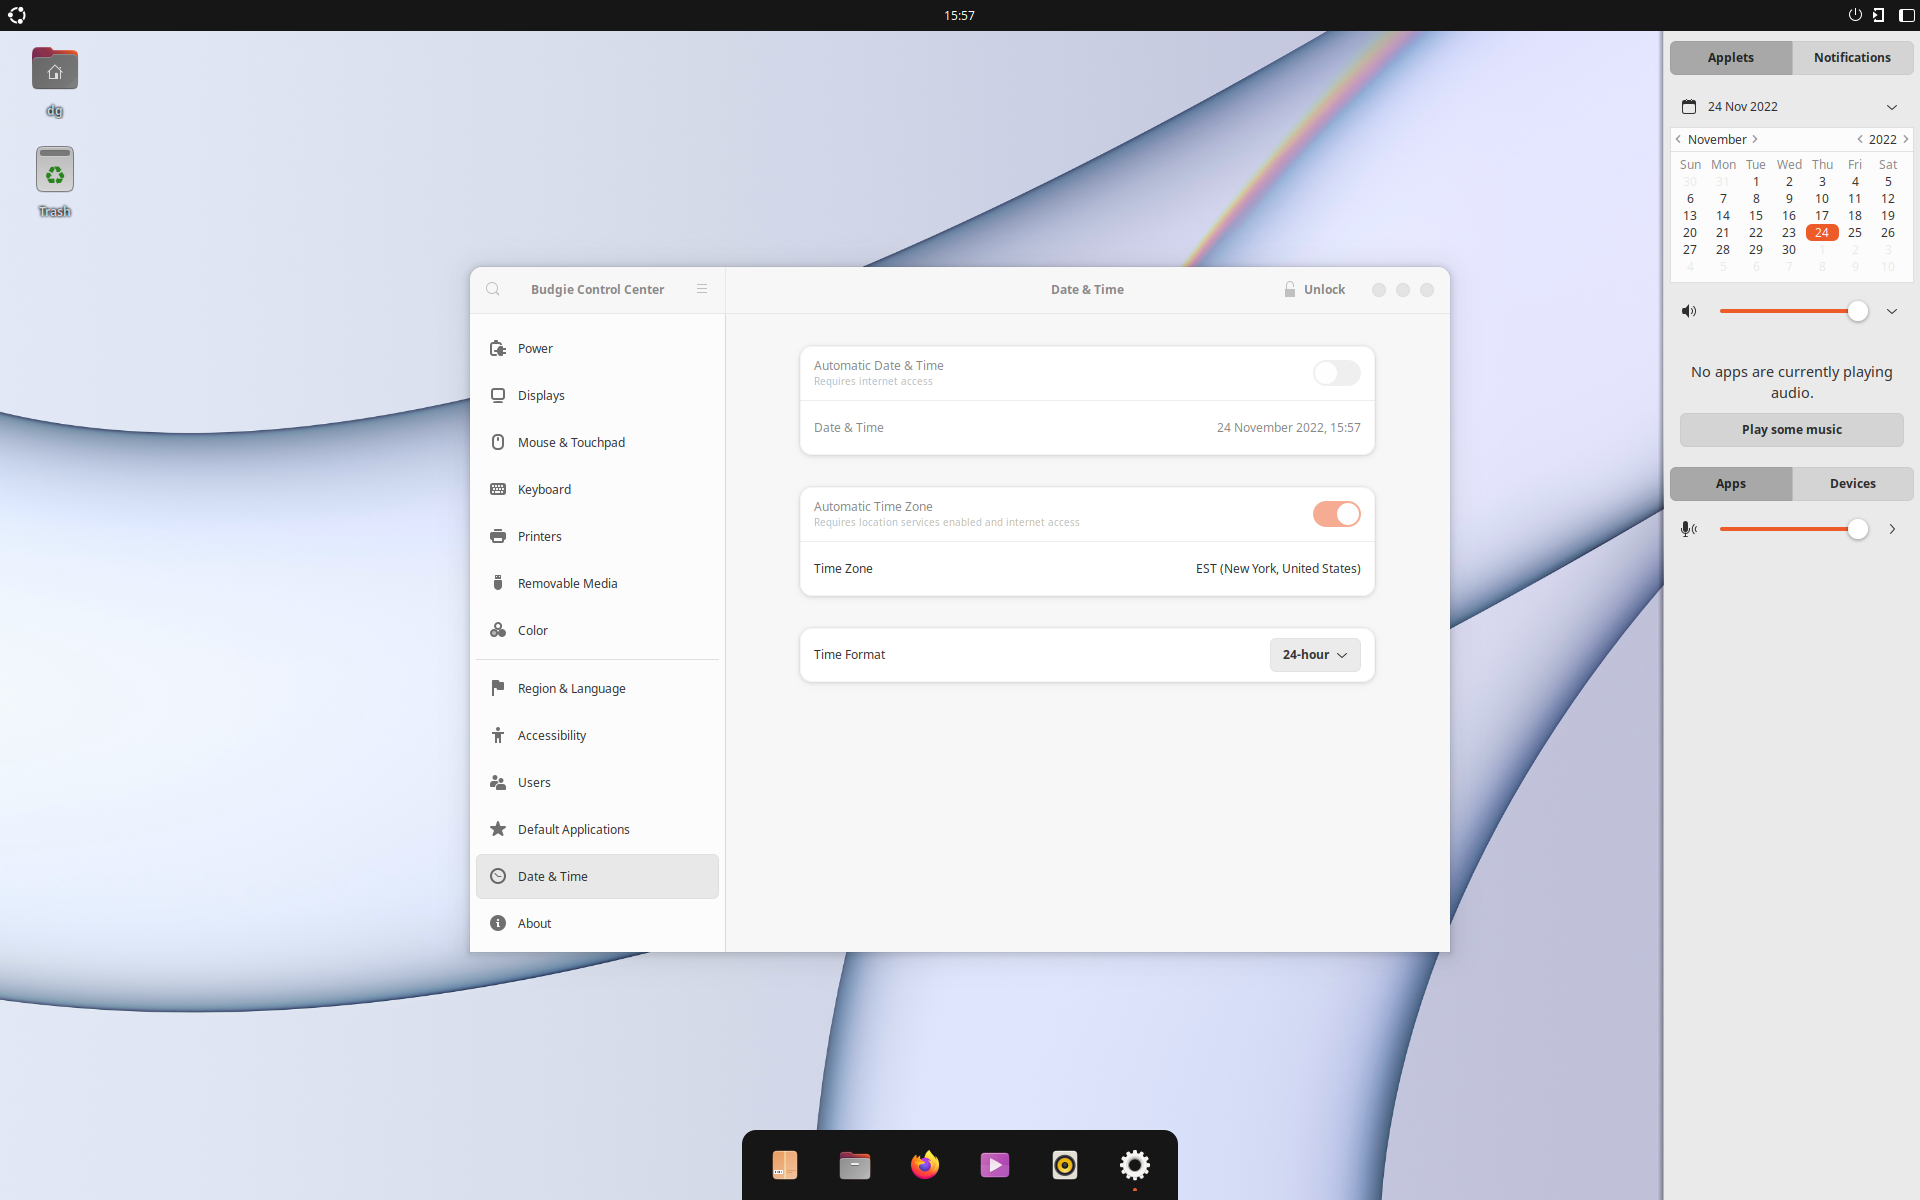 15:57
dg
Trash
Budgie Control Center
Date & Time
Unlock
Power
Displays
Mouse & Touchpad
Keyboard
Printers
Removable Media
Color
Region & Language
Accessibility
Users
Default Applications
Date & Time
About
Automatic Date & Time
Requires internet access
Date & Time 24 November 2022, 15:57
Automatic Time Zone
Requires location services enabled and internet access
Time Zone EST (New York, United States)
Time Format 24-hour
Applets Notifications
24 Nov 2022
November 2022
Sun Mon Tue Wed Thu Fri Sat
30 31 1 2 3 4 5
6 7 8 9 10 11 12
13 14 15 16 17 18 19
20 21 22 23 24 25 26
27 28 29 30 1 2 3
4 5 6 7 8 9 10
No apps are currently playing
audio.
Play some music
Apps Devices